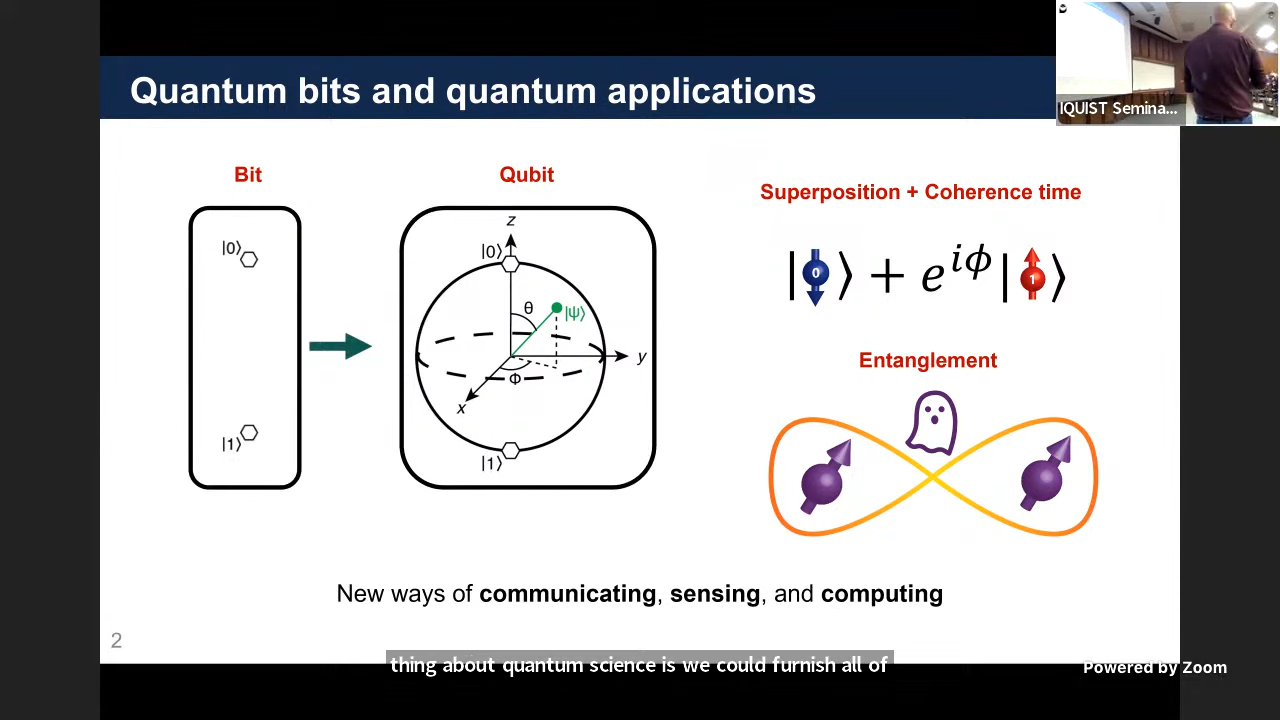 Quantum bits and quantum applications
IQUIST Semina...
Bit
Qubit
Superposition + Coherence time
|0⟩
|1⟩
z
|0⟩
θ
|ψ⟩
y
Φ
x
|1⟩
|0⟩ + e^{iϕ}|1⟩
Entanglement
New ways of communicating, sensing, and computing
2
thing about quantum science is we could furnish all of
Powered by Zoom